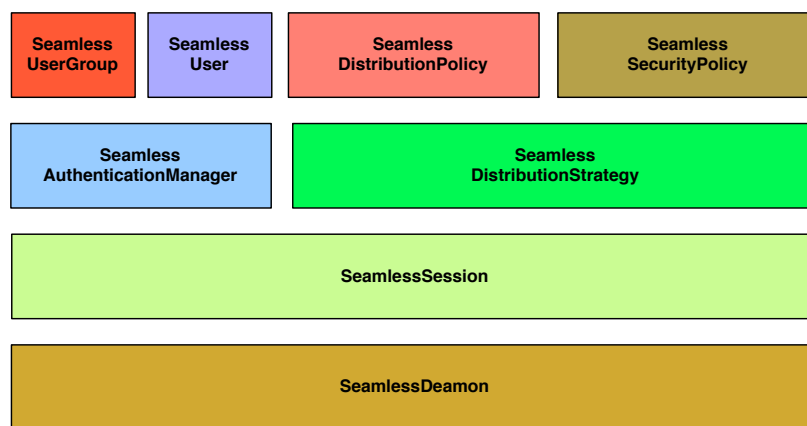 Seamless
UserGroup
Seamless
User
Seamless
DistributionPolicy
Seamless
SecurityPolicy
Seamless
AuthenticationManager
Seamless
DistributionStrategy
SeamlessSession
SeamlessDeamon